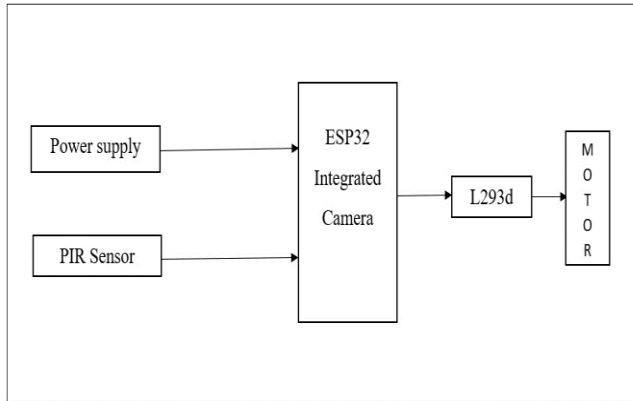 Power supply
PIR Sensor
ESP32
Integrated
Camera
L293d
M
O
T
O
R